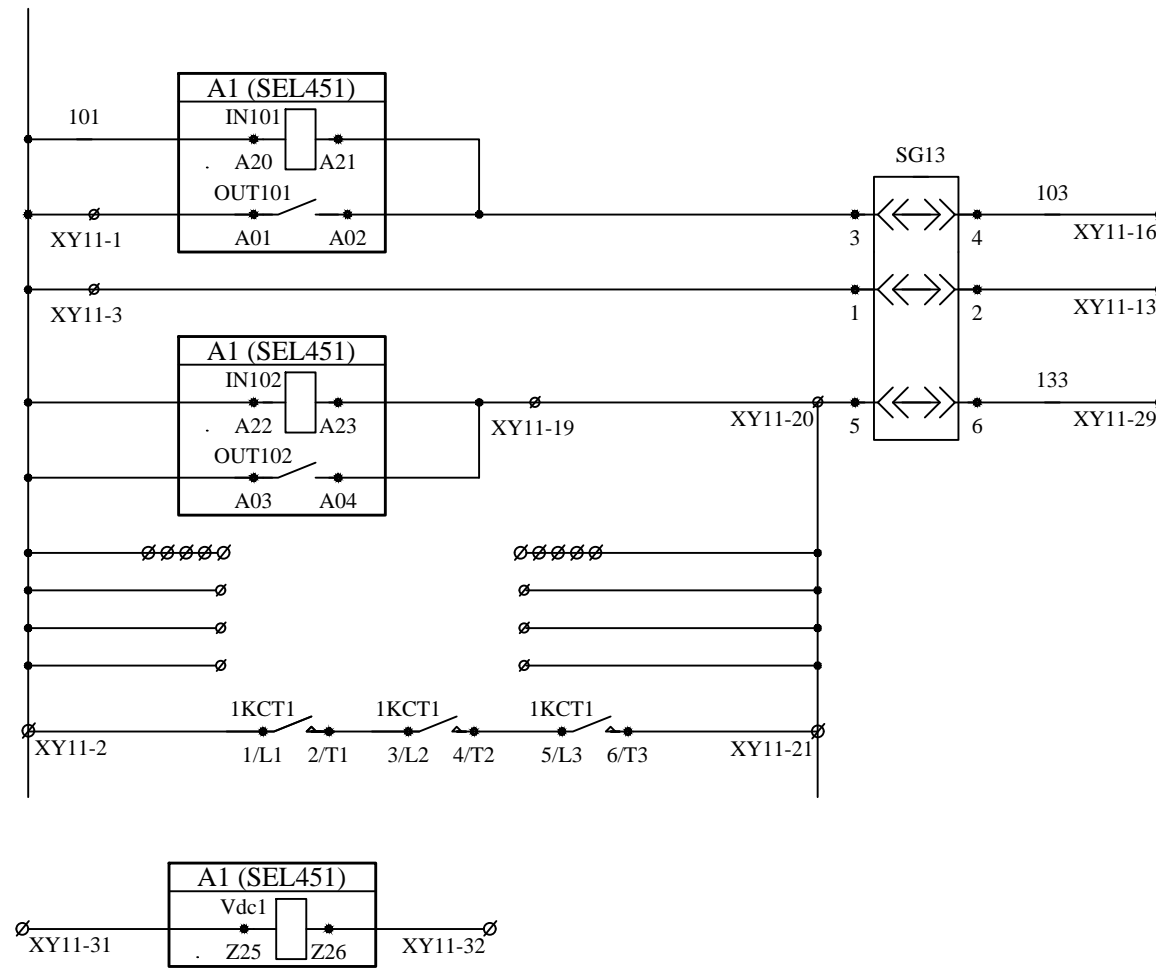 A1 (SEL451)
101
IN101
A20
A21
SG13
OUT101
103
XY11-1
A01
A02
3
4
XY11-16
XY11-3
1
2
XY11-13
A1 (SEL451)
IN102
133
A22
A23
XY11-19
XY11-20
5
6
XY11-29
OUT102
A03
A04
1KCT1
1KCT1
1KCT1
XY11-2
1/L1
2/T1
3/L2
4/T2
5/L3
6/T3
XY11-21
A1 (SEL451)
Vdc1
XY11-31
Z25
Z26
XY11-32